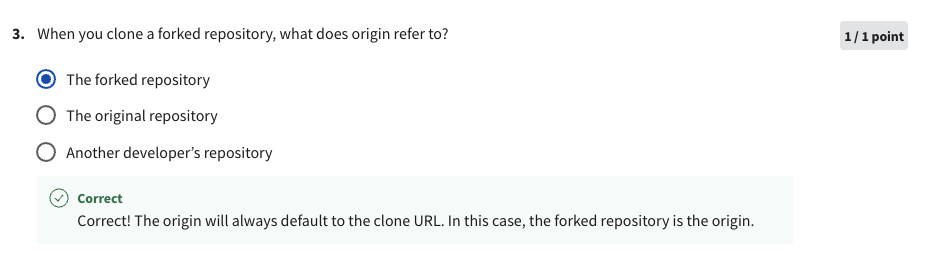 3. When you clone a forked repository, what does origin refer to?
1 / 1 point
The forked repository
The original repository
Another developer’s repository
Correct
Correct! The origin will always default to the clone URL. In this case, the forked repository is the origin.